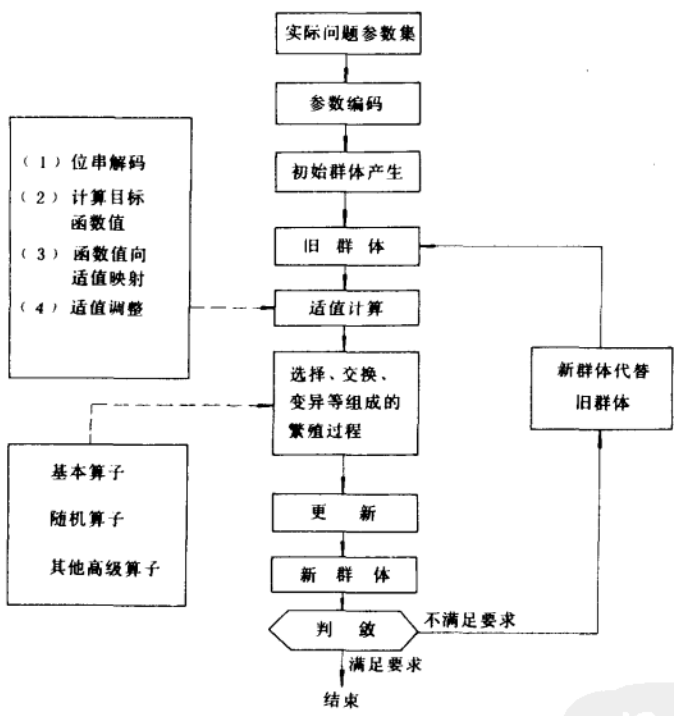 实际问题参数集
参数编码
初始群体产生
(1)位串解码
(2)计算目标
函数值
(3)函数值向
适值映射
(4)适值调整
旧群体
适值计算
选择、交换、
变异等组成的
繁殖过程
新群体代替
旧群体
基本算子
随机算子
其他高级算子
更新
新群体
判敛
不满足要求
满足要求
结束